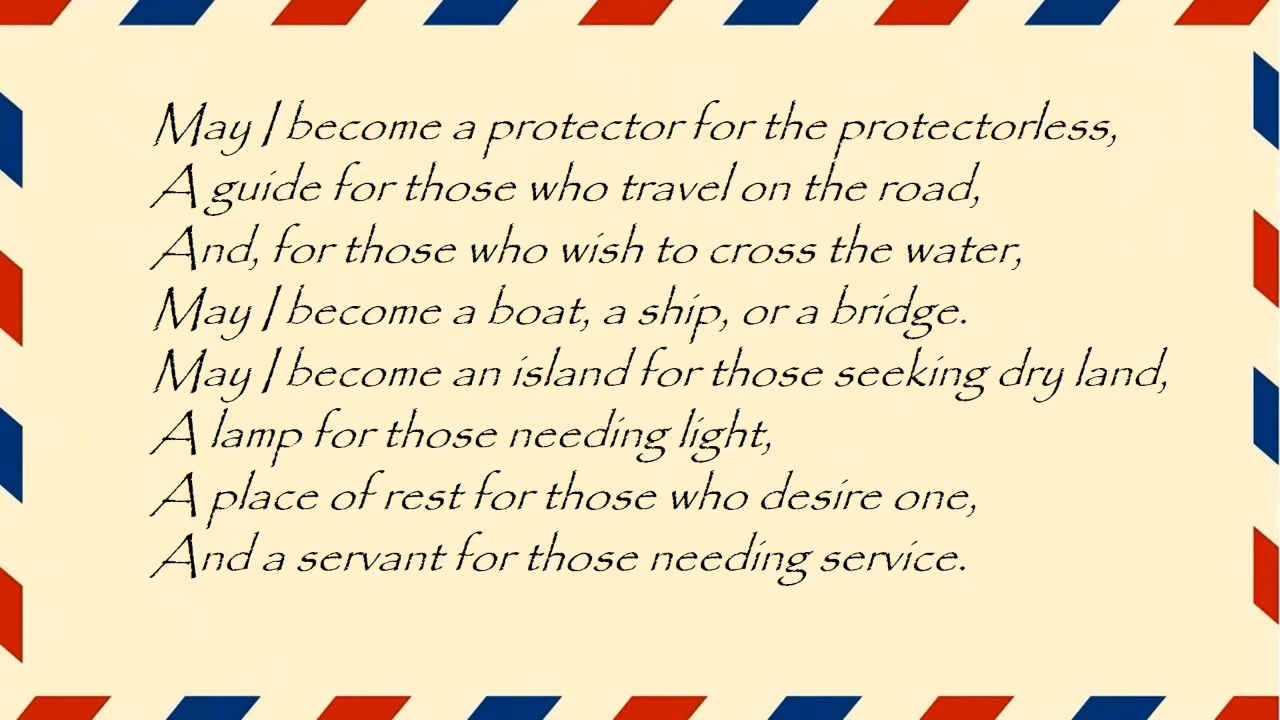 May I become a protector for the protectorless,
A guide for those who travel on the road,
And, for those who wish to cross the water,
May I become a boat, a ship, or a bridge.
May I become an island for those seeking dry land,
A lamp for those needing light,
A place of rest for those who desire one,
And a servant for those needing service.